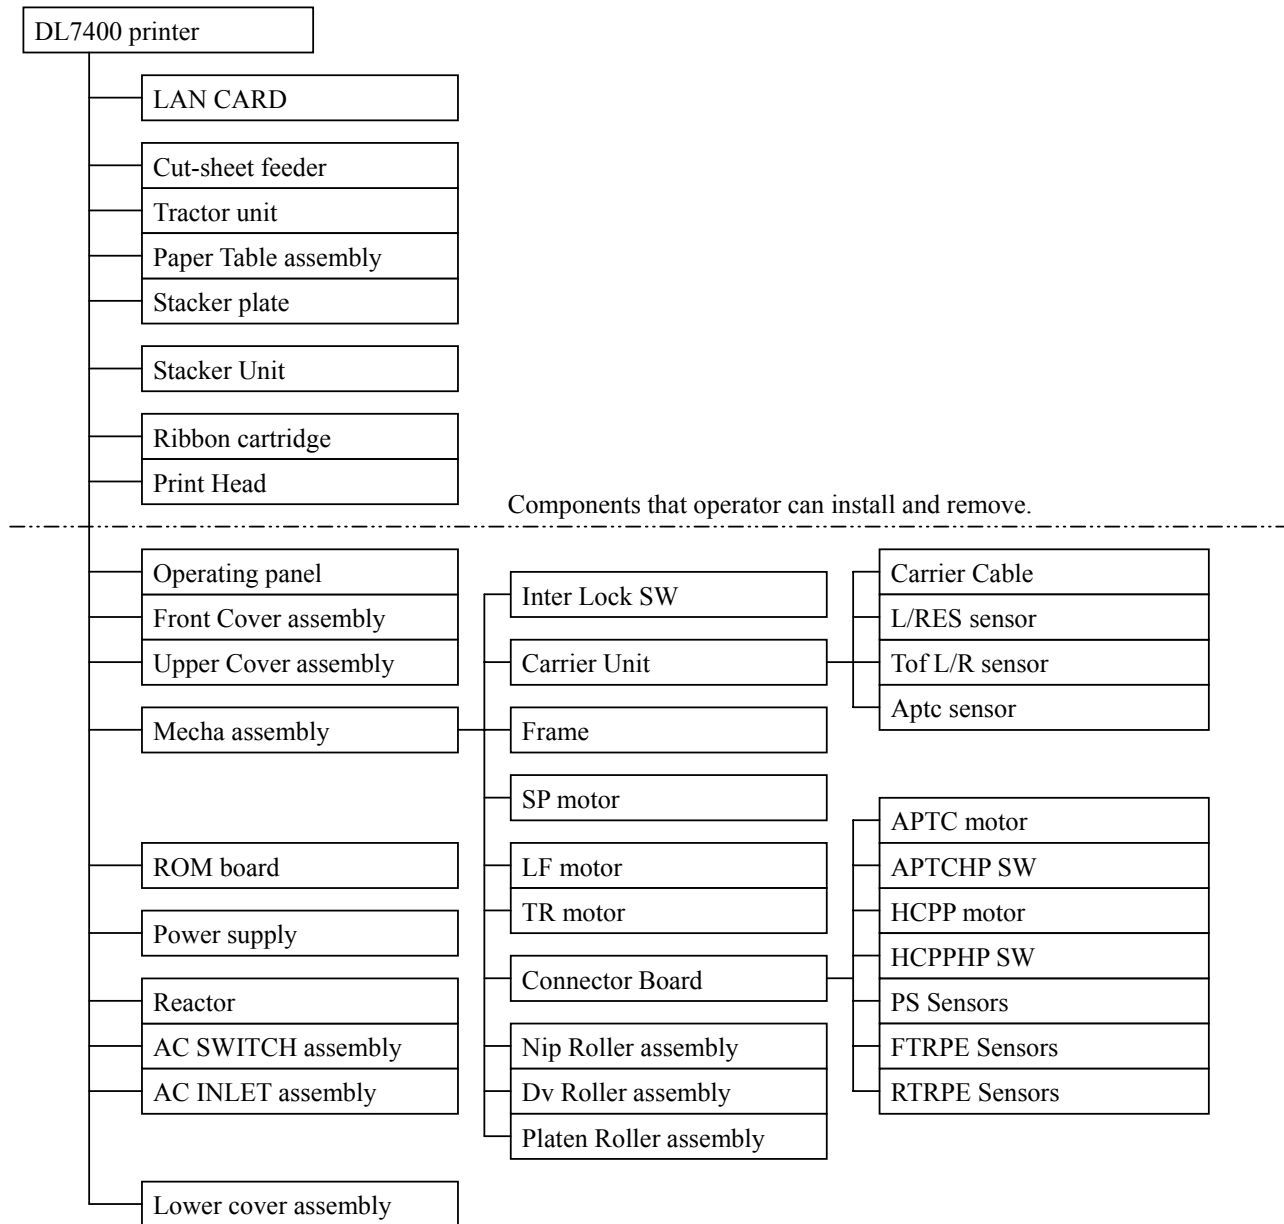 DL7400 printer
LAN CARD
Cut-sheet feeder
Tractor unit
Paper Table assembly
Stacker plate
Stacker Unit
Ribbon cartridge
Print Head
Components that operator can install and remove.
Operating panel
Front Cover assembly
Upper Cover assembly
Mecha assembly
ROM board
Power supply
Reactor
AC SWITCH assembly
AC INLET assembly
Lower cover assembly
Inter Lock SW
Carrier Unit
Frame
SP motor
LF motor
TR motor
Connector Board
Nip Roller assembly
Dv Roller assembly
Platen Roller assembly
Carrier Cable
L/RES sensor
Tof L/R sensor
Aptc sensor
APTC motor
APTCHP SW
HCPP motor
HCPPHP SW
PS Sensors
FTRPE Sensors
RTRPE Sensors